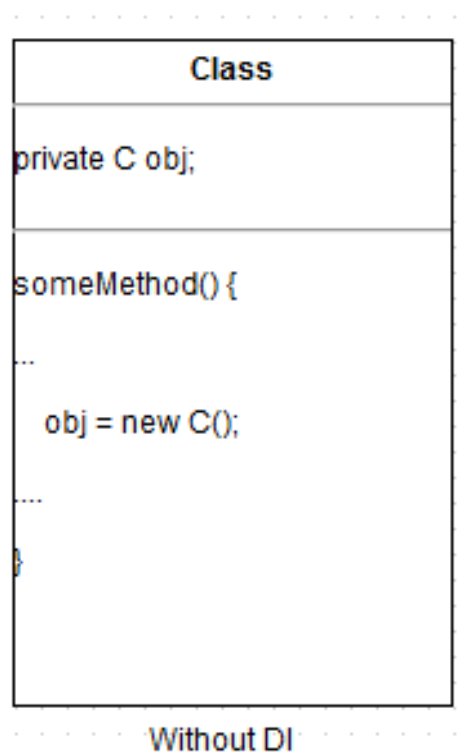 Class
private C obj;
someMethod() {
...
obj = new C();
....
}
Without DI